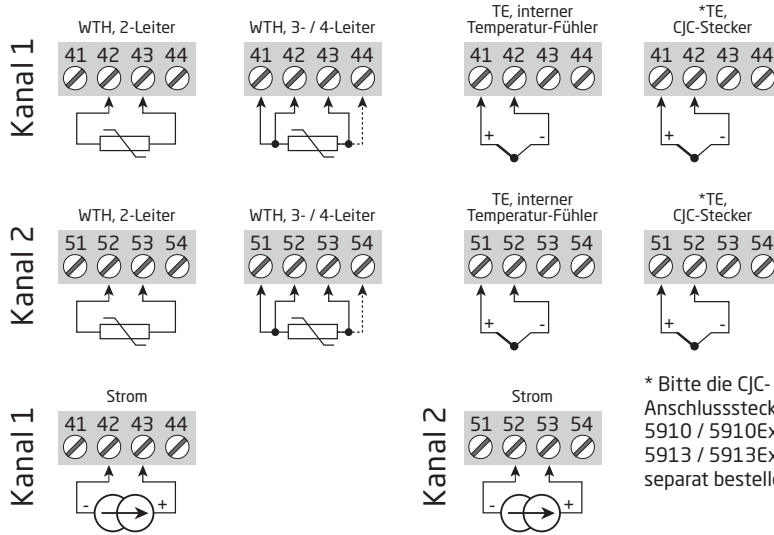 WTH, 2-Leiter
WTH, 3- / 4-Leiter
TE, interner
Temperatur-Fühler
*TE,
CJC-Stecker
Kanal 1
41 42 43 44
41 42 43 44
41 42 43 44
41 42 43 44
+ -
+ -
WTH, 2-Leiter
WTH, 3- / 4-Leiter
TE, interner
Temperatur-Fühler
*TE,
CJC-Stecker
Kanal 2
51 52 53 54
51 52 53 54
51 52 53 54
51 52 53 54
+ -
+ -
Strom
Kanal 1
41 42 43 44
- +
Strom
Kanal 2
51 52 53 54
- +
* Bitte die CJC-
Anschlusssteck
5910 / 5910Ex
5913 / 5913Ex
separat bestelle